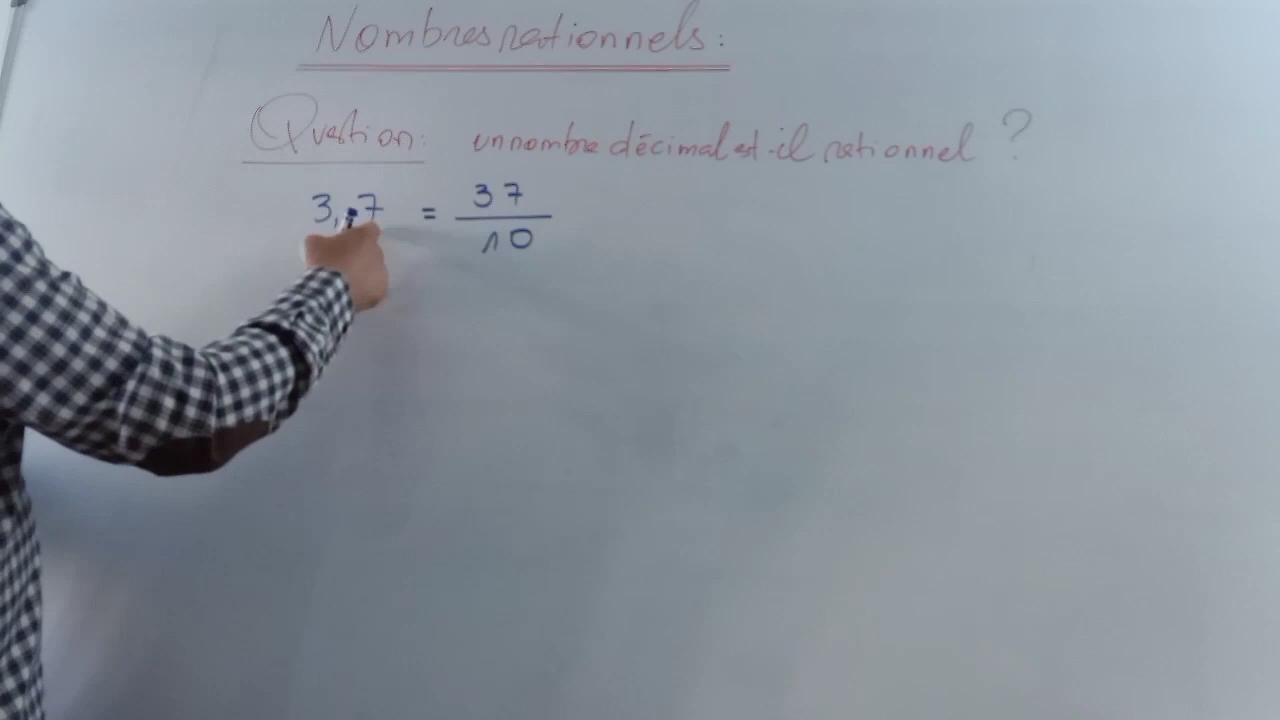 Nombres rationnels :
Question : un nombre décimal est-il rationnel ?
3,7 = 37
10